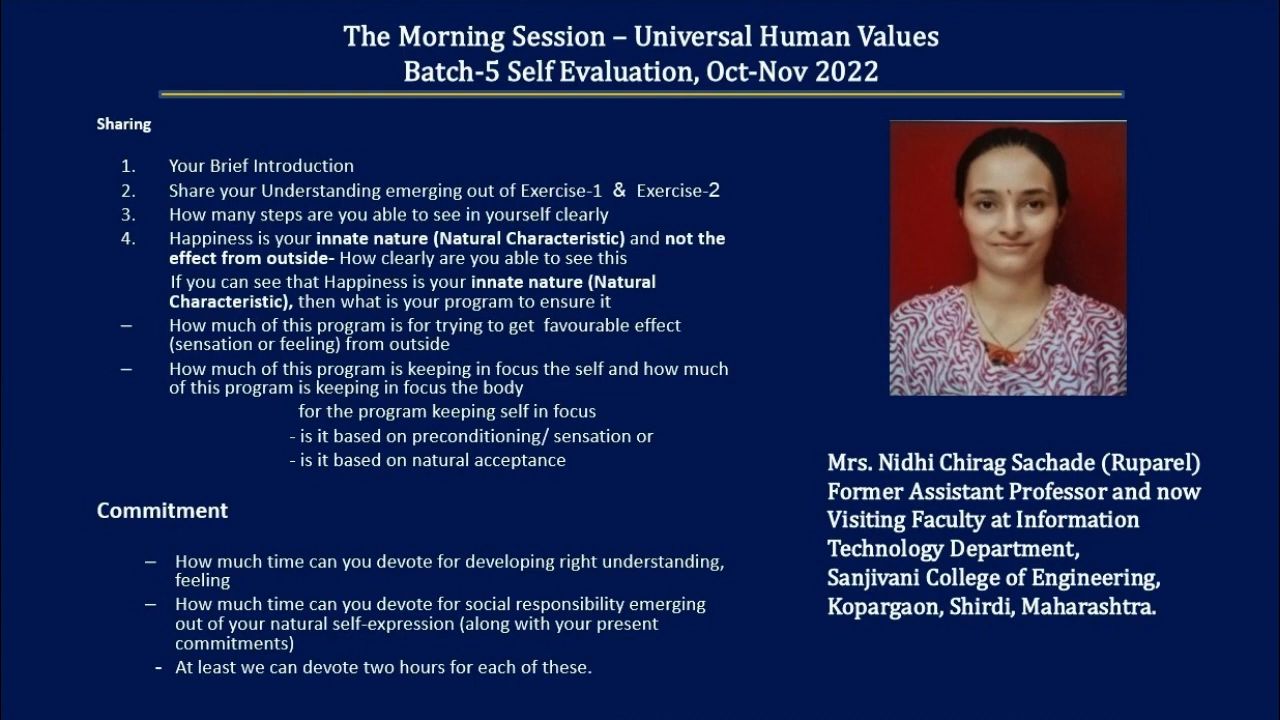 The Morning Session – Universal Human Values
Batch-5 Self Evaluation, Oct-Nov 2022
Sharing
1. Your Brief Introduction
2. Share your Understanding emerging out of Exercise-1 & Exercise-2
3. How many steps are you able to see in yourself clearly
4. Happiness is your innate nature (Natural Characteristic) and not the
effect from outside- How clearly are you able to see this
If you can see that Happiness is your innate nature (Natural
Characteristic), then what is your program to ensure it
– How much of this program is for trying to get favourable effect
(sensation or feeling) from outside
– How much of this program is keeping in focus the self and how much
of this program is keeping in focus the body
for the program keeping self in focus
- is it based on preconditioning/ sensation or
- is it based on natural acceptance
Commitment
– How much time can you devote for developing right understanding,
feeling
– How much time can you devote for social responsibility emerging
out of your natural self-expression (along with your present
commitments)
- At least we can devote two hours for each of these.
Mrs. Nidhi Chirag Sachade (Ruparel)
Former Assistant Professor and now
Visiting Faculty at Information
Technology Department,
Sanjivani College of Engineering,
Kopargaon, Shirdi, Maharashtra.